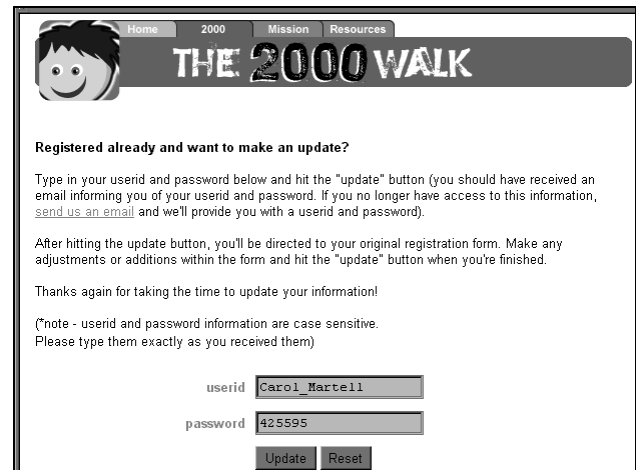 Home 2000 Mission Resources
THE 2000 WALK
Registered already and want to make an update?
Type in your userid and password below and hit the "update" button (you should have received an
email informing you of your userid and password. If you no longer have access to this information,
send us an email and we'll provide you with a userid and password).
After hitting the update button, you'll be directed to your original registration form. Make any
adjustments or additions within the form and hit the "update" button when you're finished.
Thanks again for taking the time to update your information!
(*note - userid and password information are case sensitive.
Please type them exactly as you received them)
userid Carol_Martell
password 425595
Update Reset